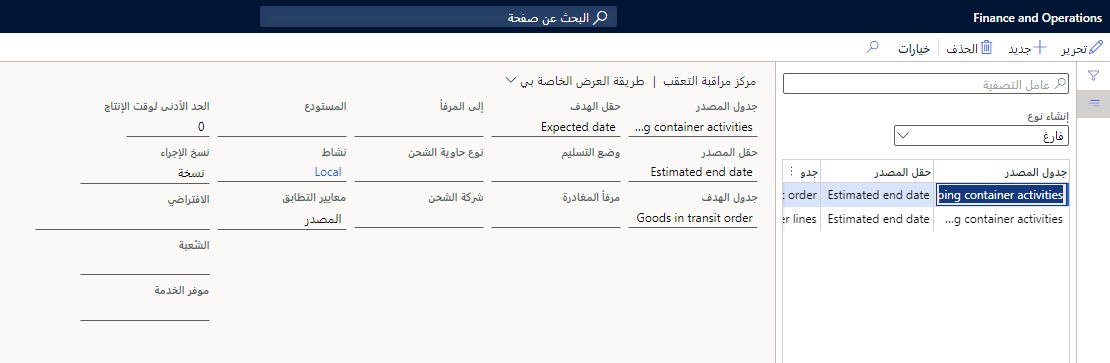 Finance and Operations
البحث عن صفحة
تحرير
جديد
الحذف
خيارات
عامل التصفية
إنشاء نوع
فارغ
جدول المصدر حقل المصدر جدو
ping container activities Estimated end date t order
...g container activities Estimated end date er lines
مركز مراقبة التعقب | طريقة العرض الخاصة بي
جدول المصدر حقل الهدف إلى المرفأ المستودع الحد الأدنى لوقت الإنتاج
...g container activities Expected date 0
حقل المصدر وضع التسليم نوع حاوية الشحن نشاط نسخ الإجراء
Estimated end date Local نسخة
جدول الهدف مرفأ المغادرة شركة الشحن معايير التطابق الافتراضي
Goods in transit order المصدر
الشعبة
موفر الخدمة